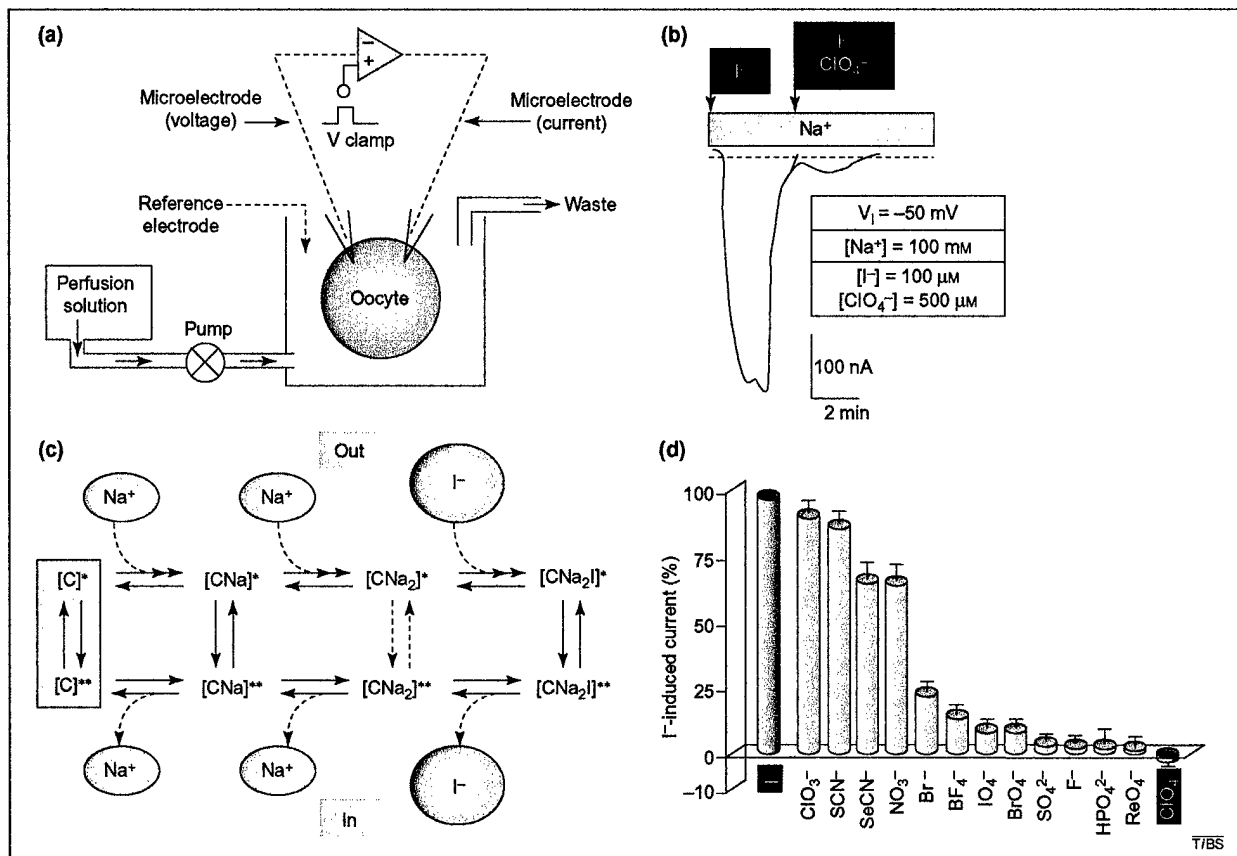 (a)
−
+
Microelectrode
(voltage)
V clamp
Microelectrode
(current)
Reference
electrode
Waste
Perfusion
solution
Pump
Oocyte
(b)
I⁻
I⁻
ClO₄⁻
Na⁺
Vⱼ = –50 mV
[Na⁺] = 100 mM
[I⁻] = 100 μM
[ClO₄⁻] = 500 μM
100 nA
2 min
(c)
Out
Na⁺
Na⁺
I⁻
[C]*
[CNa]*
[CNa₂]*
[CNa₂I]*
[C]**
[CNa]**
[CNa₂]**
[CNa₂I]**
Na⁺
Na⁺
I⁻
In
(d)
I⁻-induced current (%)
100
75
50
25
0
–10
ClO₃⁻
SCN⁻
SeCN⁻
NO₃⁻
Br⁻
BF₄⁻
IO₄⁻
BrO₄⁻
SO₄²⁻
F⁻
HPO₄²⁻
ReO₄⁻
ClO₄⁻
TIBS